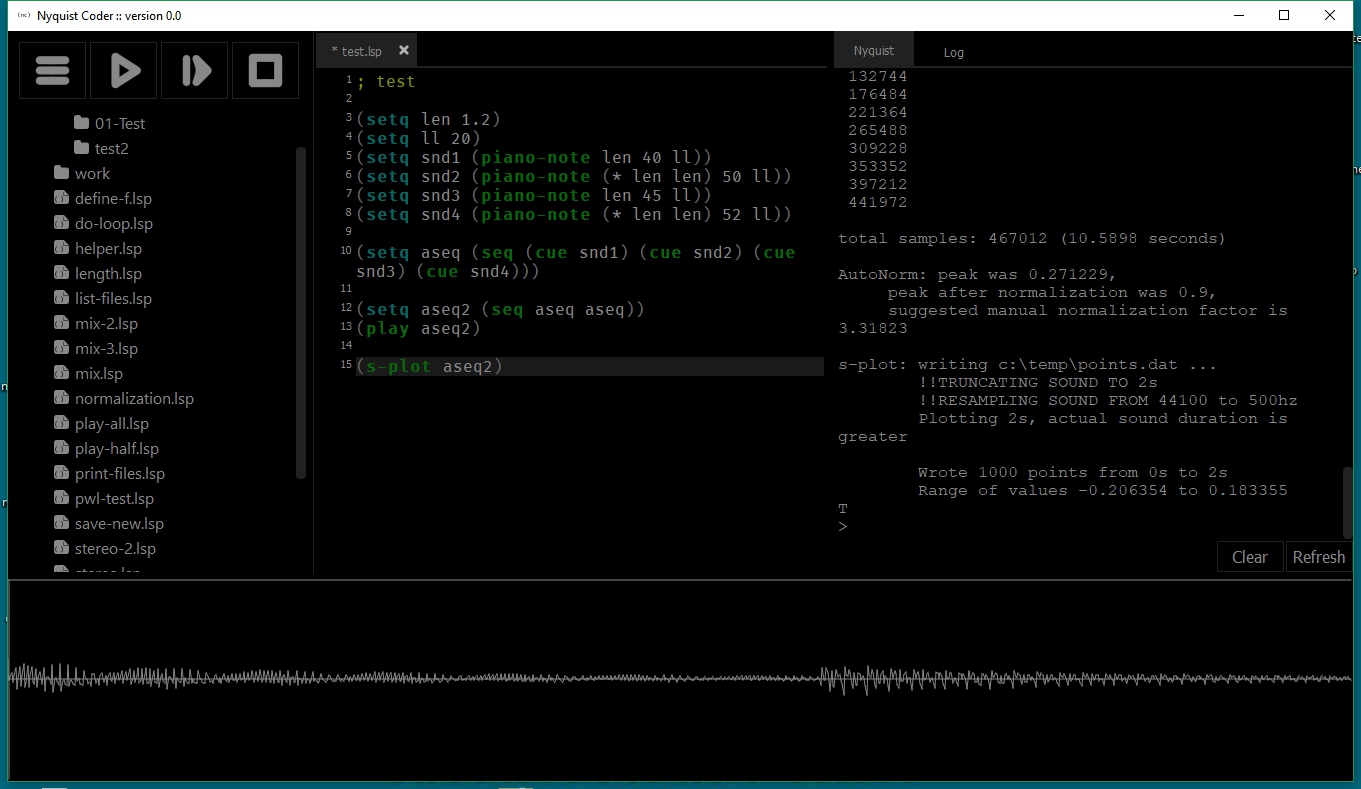 (nc) Nyquist Coder :: version 0.0
01-Test
test2
work
define-f.lsp
do-loop.lsp
helper.lsp
length.lsp
list-files.lsp
mix-2.lsp
mix-3.lsp
mix.lsp
normalization.lsp
play-all.lsp
play-half.lsp
print-files.lsp
pwl-test.lsp
save-new.lsp
stereo-2.lsp
* test.lsp
1 ; test
2
3 (setq len 1.2)
4 (setq ll 20)
5 (setq snd1 (piano-note len 40 ll))
6 (setq snd2 (piano-note (* len len) 50 ll))
7 (setq snd3 (piano-note len 45 ll))
8 (setq snd4 (piano-note (* len len) 52 ll))
9
10 (setq aseq (seq (cue snd1) (cue snd2) (cue
snd3) (cue snd4)))
11
12 (setq aseq2 (seq aseq aseq))
13 (play aseq2)
14
15 (s-plot aseq2)
Nyquist Log
132744
176484
221364
265488
309228
353352
397212
441972
total samples: 467012 (10.5898 seconds)
AutoNorm: peak was 0.271229,
peak after normalization was 0.9,
suggested manual normalization factor is
3.31823
s-plot: writing c:\temp\points.dat ...
!!TRUNCATING SOUND TO 2s
!!RESAMPLING SOUND FROM 44100 to 500hz
Plotting 2s, actual sound duration is
greater
Wrote 1000 points from 0s to 2s
Range of values -0.206354 to 0.183355
T
>
Clear Refresh